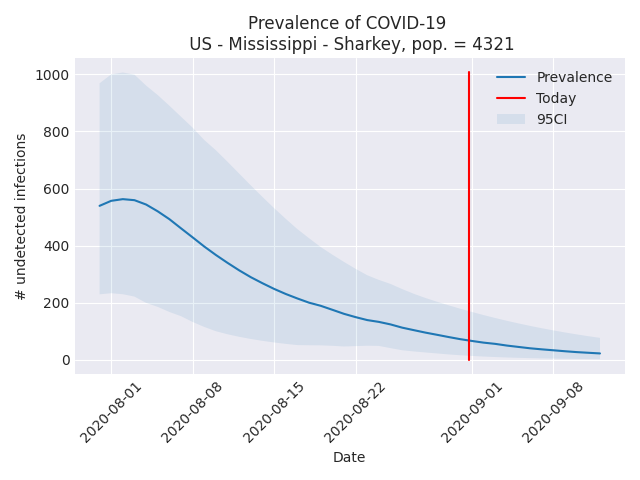 Prevalence of COVID-19
US - Mississippi - Sharkey, pop. = 4321
# undetected infections
1000
800
600
400
200
0
Prevalence
Today
95CI
2020-08-01
2020-08-08
2020-08-15
2020-08-22
2020-09-01
2020-09-08
Date